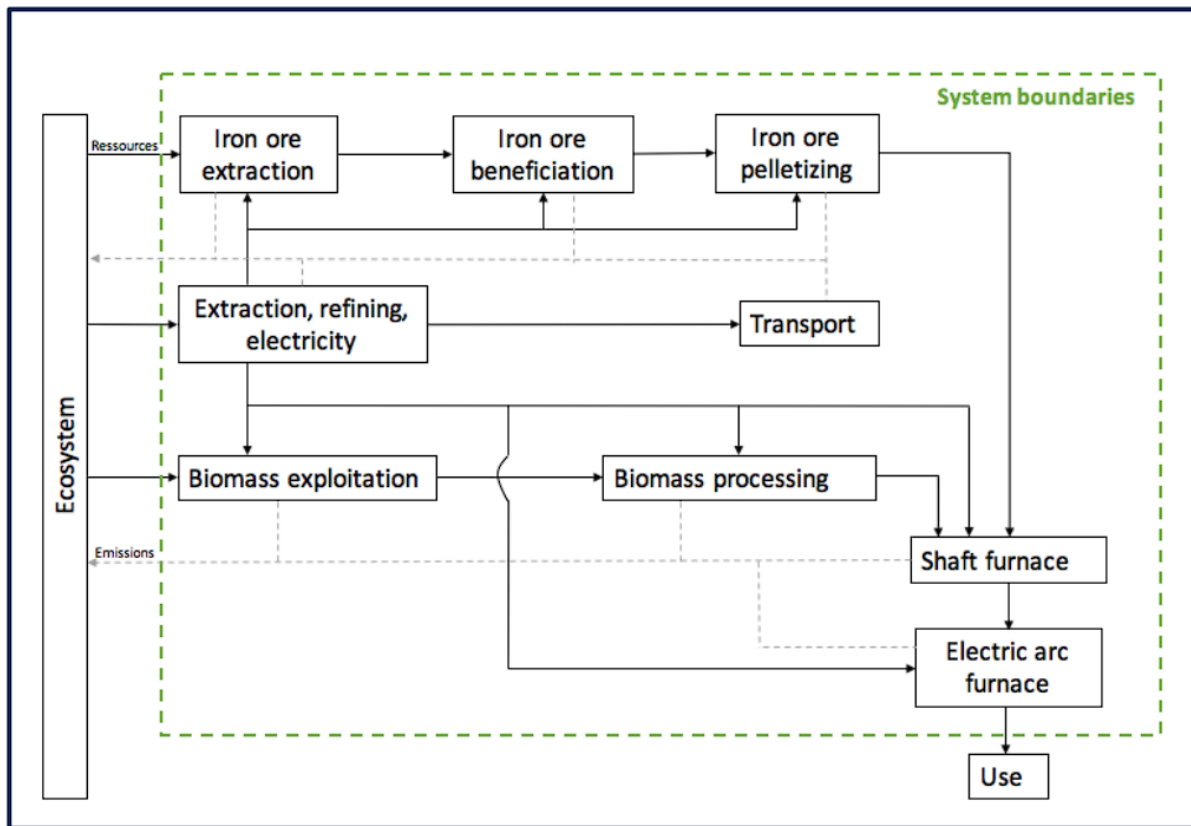 System boundaries
Ressources
Iron ore
extraction
Iron ore
beneficiation
Iron ore
pelletizing
Extraction, refining,
electricity
Transport
Ecosystem
Biomass exploitation
Biomass processing
Emissions
Shaft furnace
Electric arc
furnace
Use